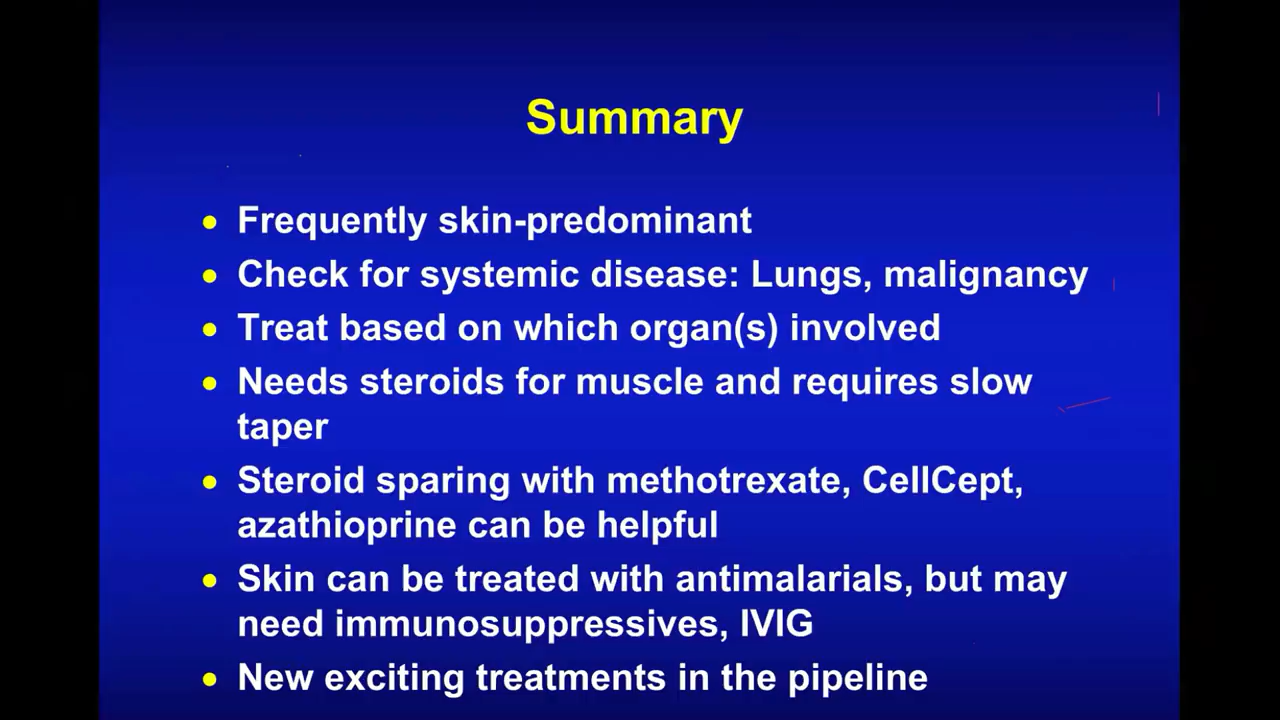 Summary
• Frequently skin-predominant
• Check for systemic disease: Lungs, malignancy
• Treat based on which organ(s) involved
• Needs steroids for muscle and requires slow
taper
• Steroid sparing with methotrexate, CellCept,
azathioprine can be helpful
• Skin can be treated with antimalarials, but may
need immunosuppressives, IVIG
• New exciting treatments in the pipeline